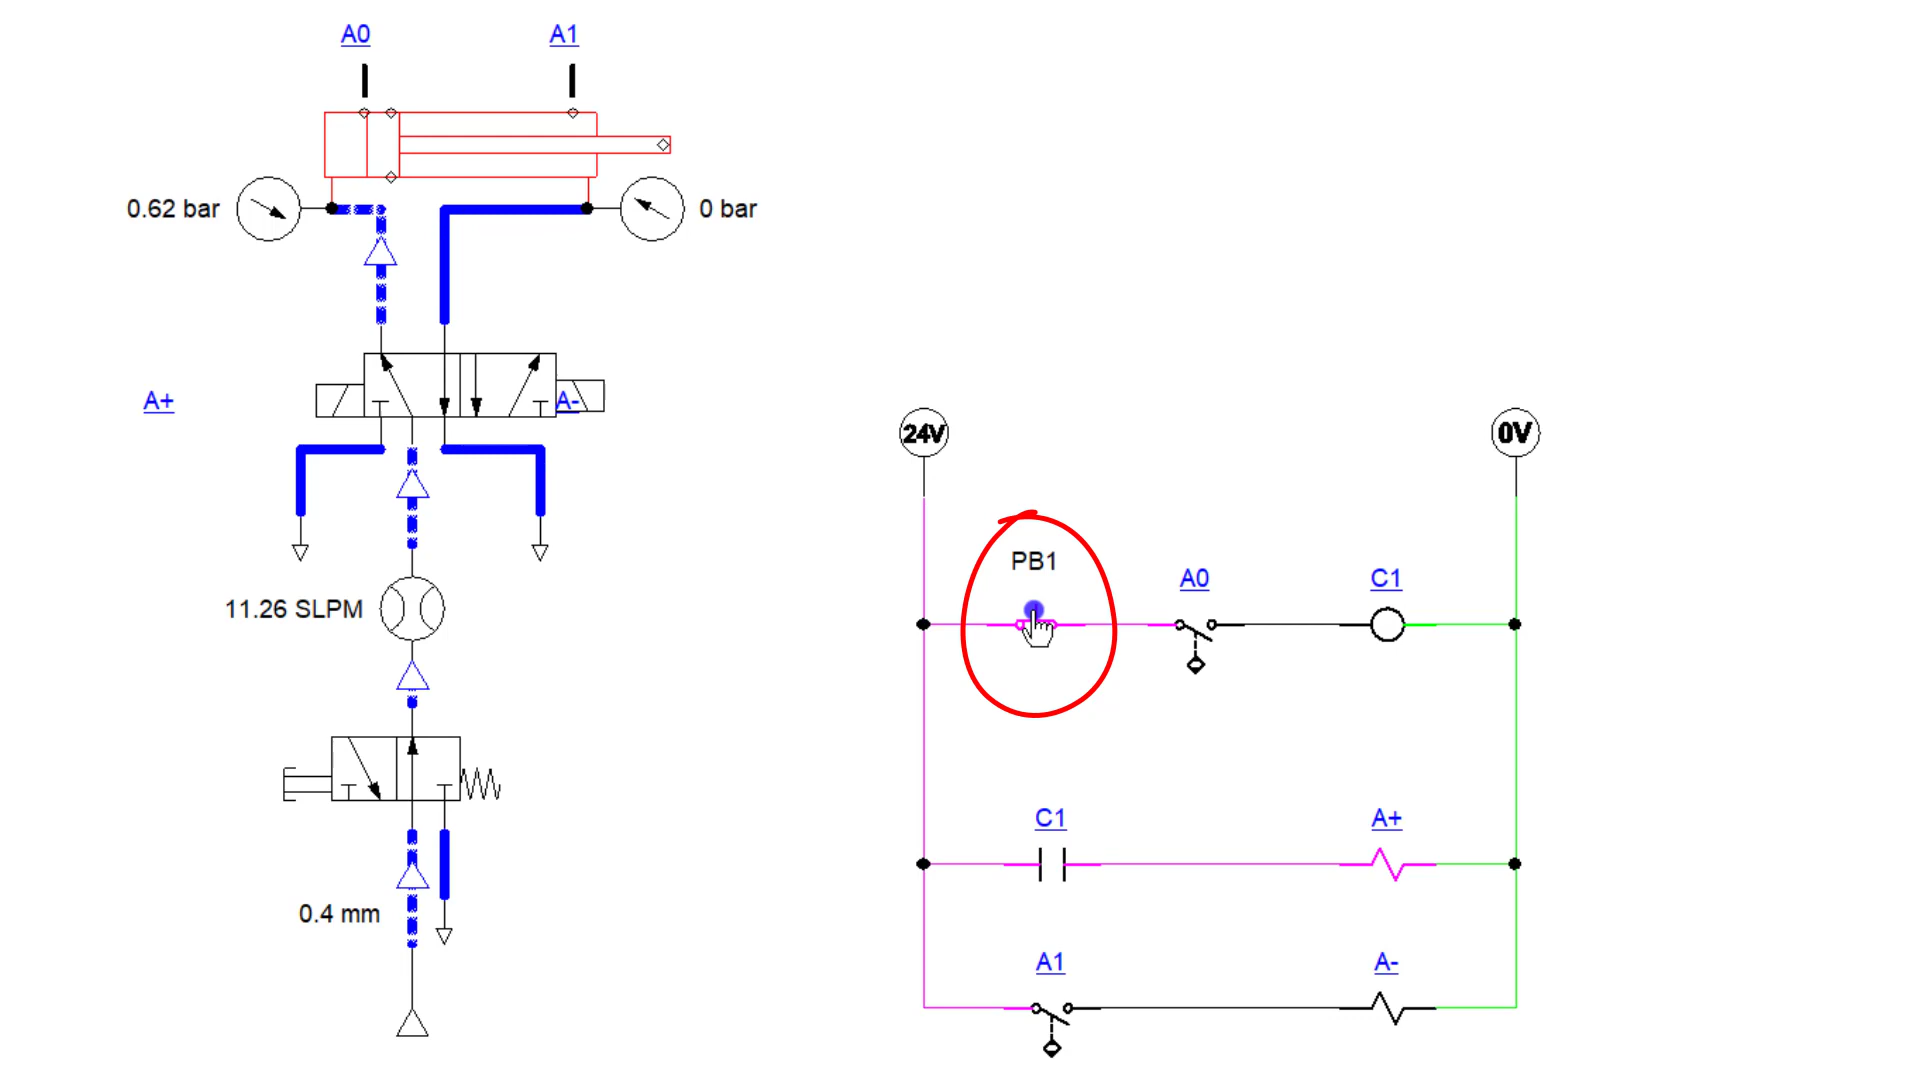 A0
A1
0.62 bar
0 bar
A+
A-
24V
0V
PB1
A0
C1
11.26 SLPM
C1
A+
0.4 mm
A1
A-